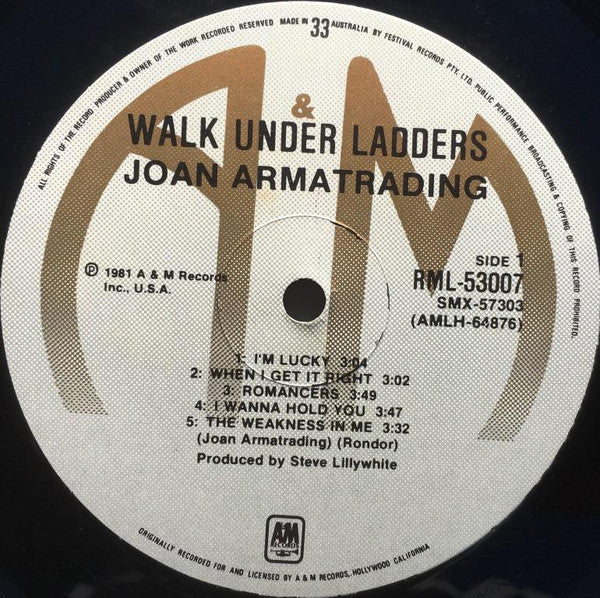 ALL RIGHTS OF THE RECORD PRODUCER & OWNER OF THE WORK RECORDED RESERVED MADE IN 33 AUSTRALIA BY FESTIVAL RECORDS PTY. LTD. PUBLIC PERFORMANCE BROADCASTING & COPYING OF THIS RECORD PROHIBITED.
A&M
WALK UNDER LADDERS
JOAN ARMATRADING
SIDE 1
RML-53007
SMX-57303
(AMLH-64876)
℗ 1981 A & M Records
Inc., U.S.A.
1: I'M LUCKY 3:04
2: WHEN I GET IT RIGHT 3:02
3: ROMANCERS 3:49
4: I WANNA HOLD YOU 3:47
5: THE WEAKNESS IN ME 3:32
(Joan Armatrading) (Rondor)
Produced by Steve Lillywhite
A&M
RECORDS
ORIGINALLY RECORDED FOR AND LICENSED BY A & M RECORDS, HOLLYWOOD CALIFORNIA